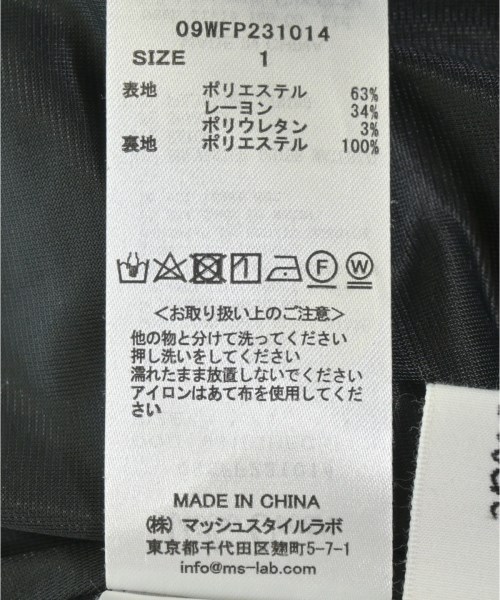 09WFP231014
SIZE 1
表地 ポリエステル 63%
レーヨン 34%
ポリウレタン 3%
裏地 ポリエステル 100%
F W
＜お取り扱い上のご注意＞
他の物と分けて洗ってください
押し洗いをしてください
濡れたまま放置しないでください
アイロンはあて布を使用してくだ
さい
MADE IN CHINA
(株) マッシュスタイルラボ
東京都千代田区麹町5-7-1
info@ms-lab.com